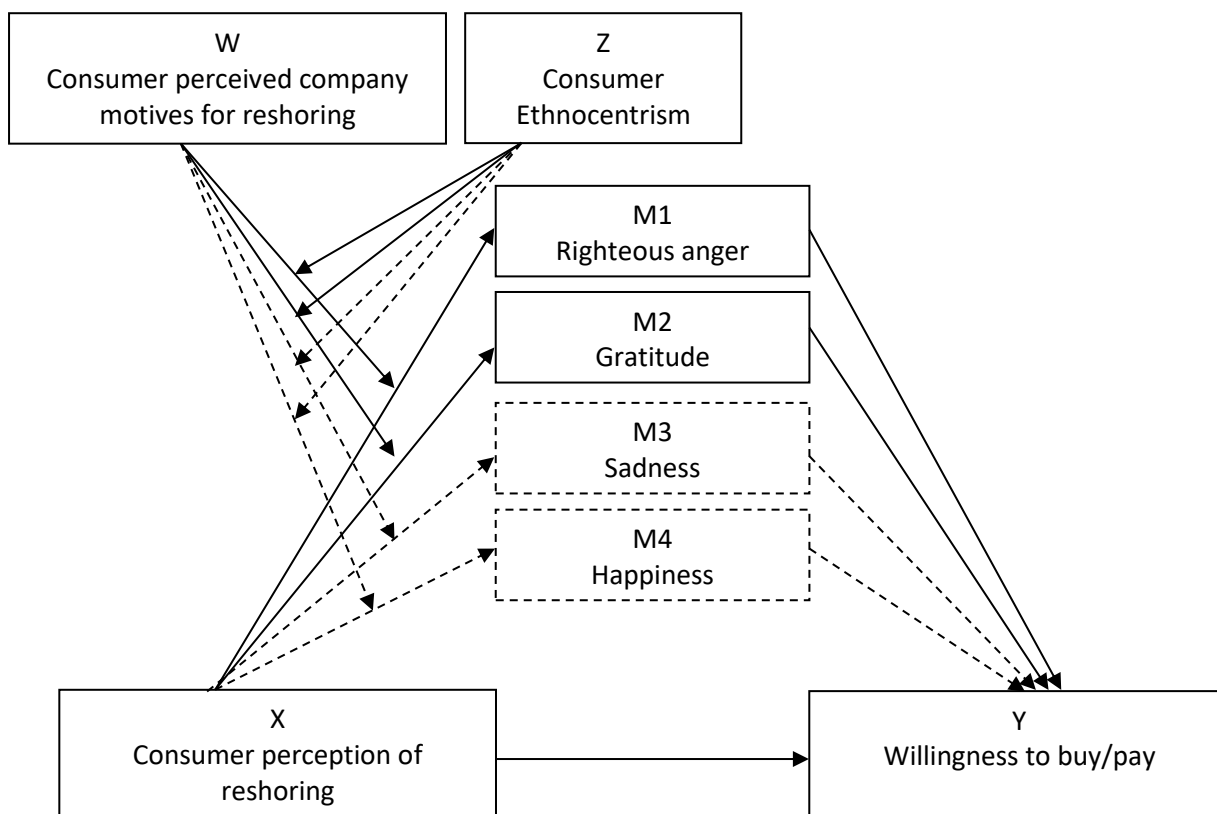 W
Consumer perceived company
motives for reshoring
Z
Consumer
Ethnocentrism
M1
Righteous anger
M2
Gratitude
M3
Sadness
M4
Happiness
X
Consumer perception of
reshoring
Y
Willingness to buy/pay